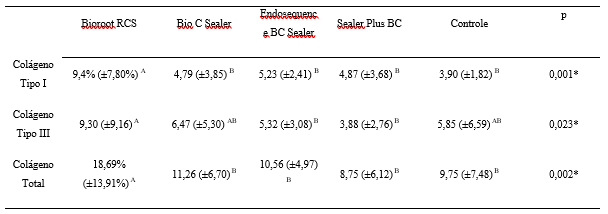 Bioroot RCS Bio C Sealer Endosequenc e BC Sealer Sealer Plus BC Controle p
Colágeno Tipo I 9,4% (±7,80%) A 4,79 (±3,85) B 5,23 (±2,41) B 4,87 (±3,68) B 3,90 (±1,82) B 0,001*
Colágeno Tipo III 9,30 (±9,16) A 6,47 (±5,30) AB 5,32 (±3,08) B 3,88 (±2,76) B 5,85 (±6,59) AB 0,023*
Colágeno Total 18,69% (±13,91%) A 11,26 (±6,70) B 10,56 (±4,97) B 8,75 (±6,12) B 9,75 (±7,48) B 0,002*